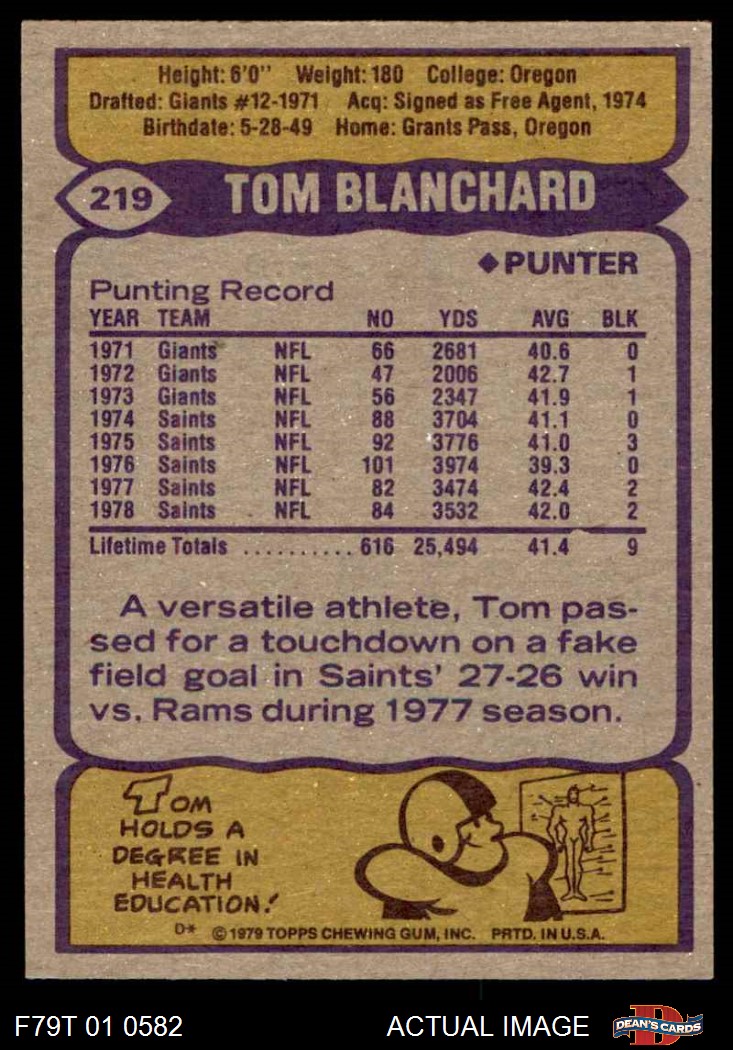 Height: 6'0" Weight: 180 College: Oregon
Drafted: Giants #12-1971 Acq: Signed as Free Agent, 1974
Birthdate: 5-28-49 Home: Grants Pass, Oregon
219 TOM BLANCHARD
◆PUNTER
Punting Record
YEAR TEAM NO YDS AVG BLK
1971 Giants NFL 66 2681 40.6 0
1972 Giants NFL 47 2006 42.7 1
1973 Giants NFL 56 2347 41.9 1
1974 Saints NFL 88 3704 41.1 0
1975 Saints NFL 92 3776 41.0 3
1976 Saints NFL 101 3974 39.3 0
1977 Saints NFL 82 3474 42.4 2
1978 Saints NFL 84 3532 42.0 2
Lifetime Totals .......... 616 25,494 41.4 9
A versatile athlete, Tom pas-
sed for a touchdown on a fake
field goal in Saints' 27-26 win
vs. Rams during 1977 season.
TOM
HOLDS A
DEGREE IN
HEALTH
EDUCATION!
D* © 1979 TOPPS CHEWING GUM, INC. PRTD. IN U.S.A.
F79T 01 0582 ACTUAL IMAGE D DEAN'S CARDS